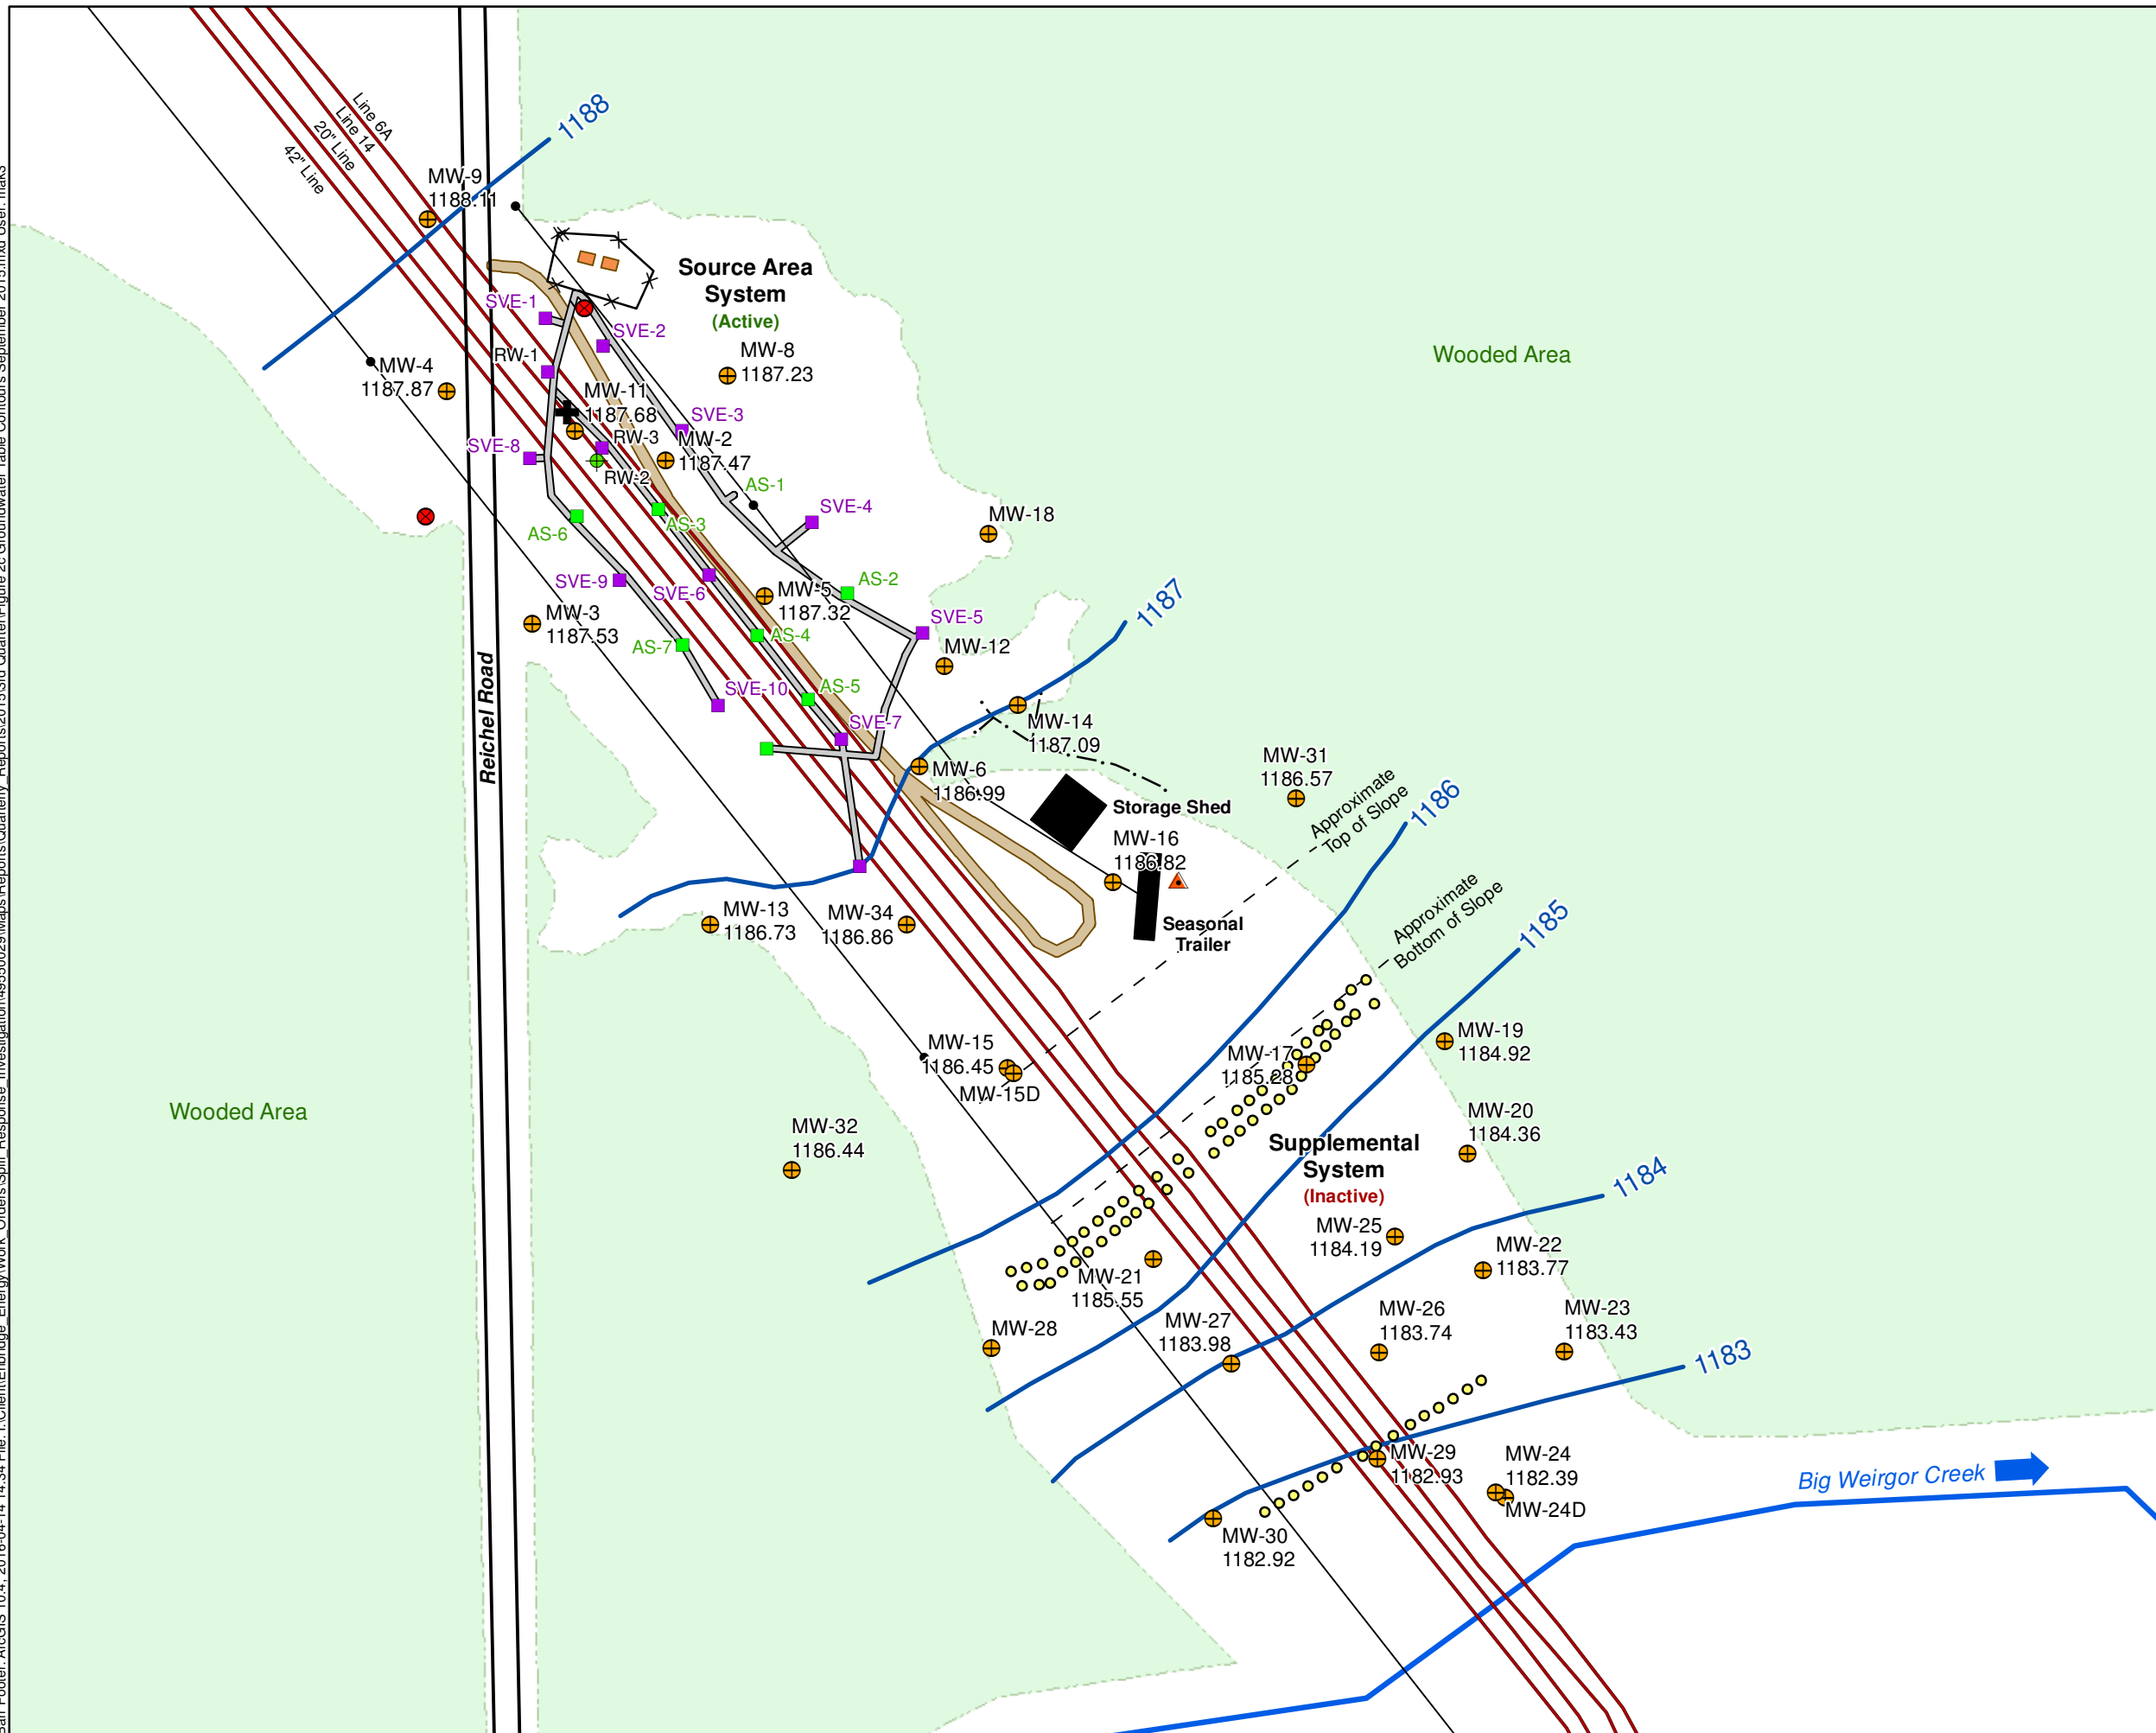 1188
Line 6A
Line 14
20" Line
42" Line
MW-9
1188.11
Source Area
System
(Active)
SVE-1
SVE-2
MW-8
1187.23
Wooded Area
RW-1
MW-4
1187.87
MW-11
1187.68
SVE-3
RW-3
MW-2
1187.47
SVE-8
RW-2
AS-1
SVE-4
MW-18
AS-3
AS-6
SVE-9
SVE-6
MW-5
1187.32
AS-2
1187
MW-3
1187.53
SVE-5
AS-4
AS-7
MW-12
SVE-10
AS-5
Reichel Road
SVE-7
MW-14
1187.09
MW-6
1186.99
MW-31
1186.57
Storage Shed
Approximate
Top of Slope
1186
MW-16
1186.82
MW-13
1186.73
MW-34
1186.86
Seasonal
Trailer
Approximate
Bottom of Slope
1185
MW-15
1186.45
MW-15D
MW-17
1185.28
MW-19
1184.92
Wooded Area
MW-32
1186.44
MW-20
1184.36
Supplemental
System
(Inactive)
1184
MW-25
1184.19
MW-22
1183.77
MW-21
1185.55
MW-28
MW-27
1183.98
MW-26
1183.74
MW-23
1183.43
1183
MW-29
1182.93
MW-24
1182.39
MW-24D
Big Weirgor Creek
MW-30
1182.92